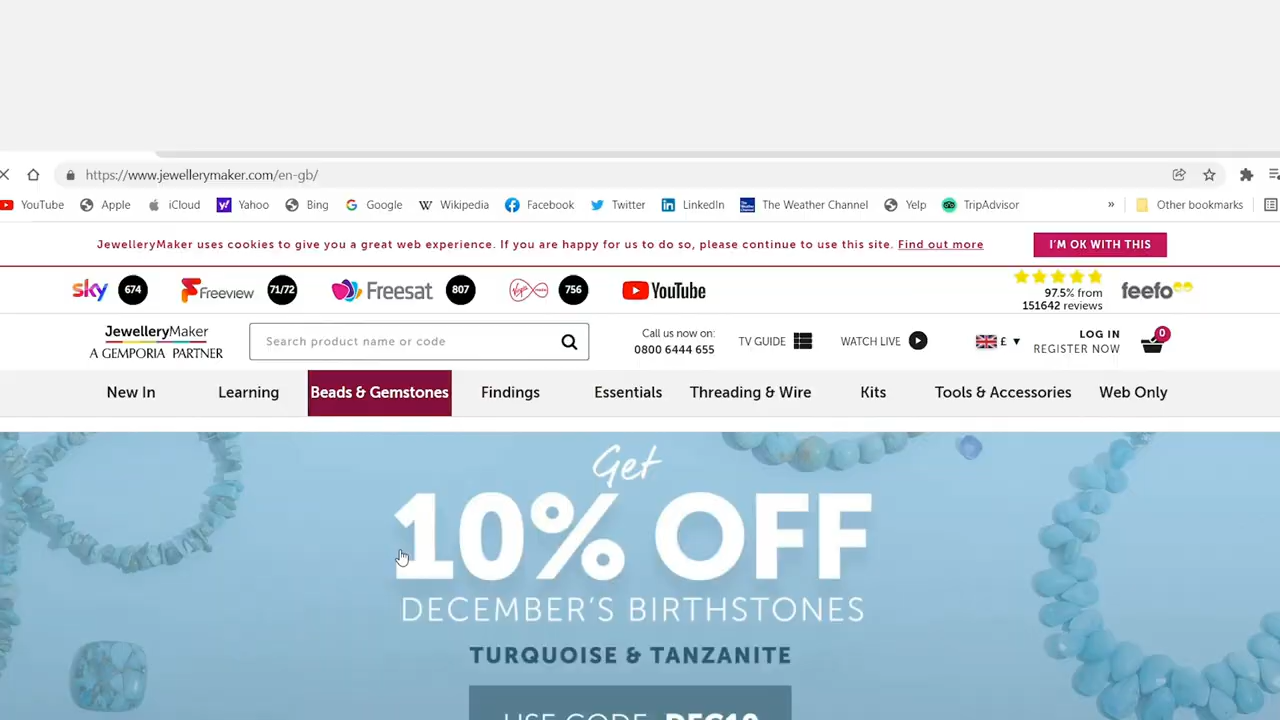 https://www.jewellerymaker.com/en-gb/
YouTube Apple iCloud Yahoo Bing Google Wikipedia Facebook Twitter LinkedIn The Weather Channel Yelp TripAdvisor » Other bookmarks
JewelleryMaker uses cookies to give you a great web experience. If you are happy for us to do so, please continue to use this site. Find out more I'M OK WITH THIS
sky 674 Freeview 71/72 Freesat 807 Virgin 756 YouTube 97.5% from feefo
151642 reviews
JewelleryMaker
A GEMPORIA PARTNER
Search product name or code
Call us now on:
0800 6444 655
TV GUIDE WATCH LIVE £ ▼
LOG IN
REGISTER NOW
0
New In Learning Beads & Gemstones Findings Essentials Threading & Wire Kits Tools & Accessories Web Only
Get
10% OFF
DECEMBER'S BIRTHSTONES
TURQUOISE & TANZANITE
USE CODE DEC10